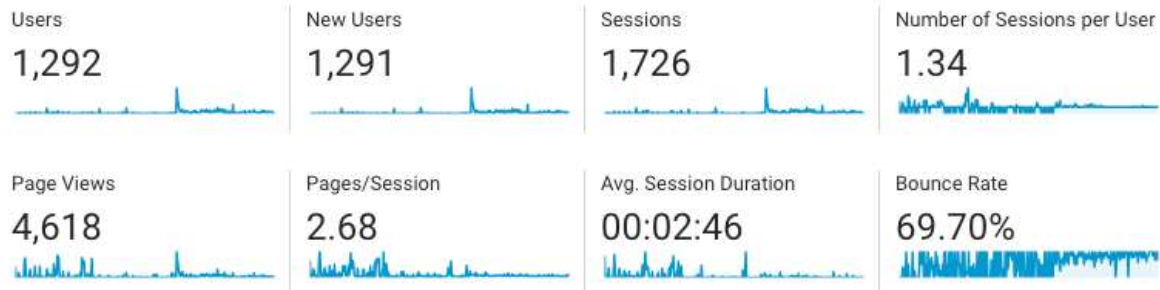 Users
1,292
New Users
1,291
Sessions
1,726
Number of Sessions per User
1.34
Page Views
4,618
Pages/Session
2.68
Avg. Session Duration
00:02:46
Bounce Rate
69.70%